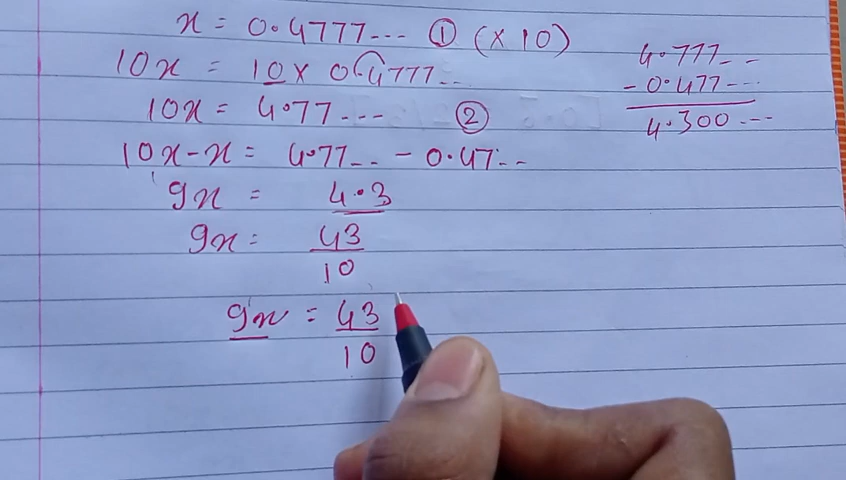 x = 0.4777... ① (× 10)
10x = 10 × 0.4777..
10x = 4.77... ②
10x - x = 4.77.. - 0.47..
9x = 4.3
9x = 43/10
9x = 43/10
4.777...
- 0.477...
4.300...